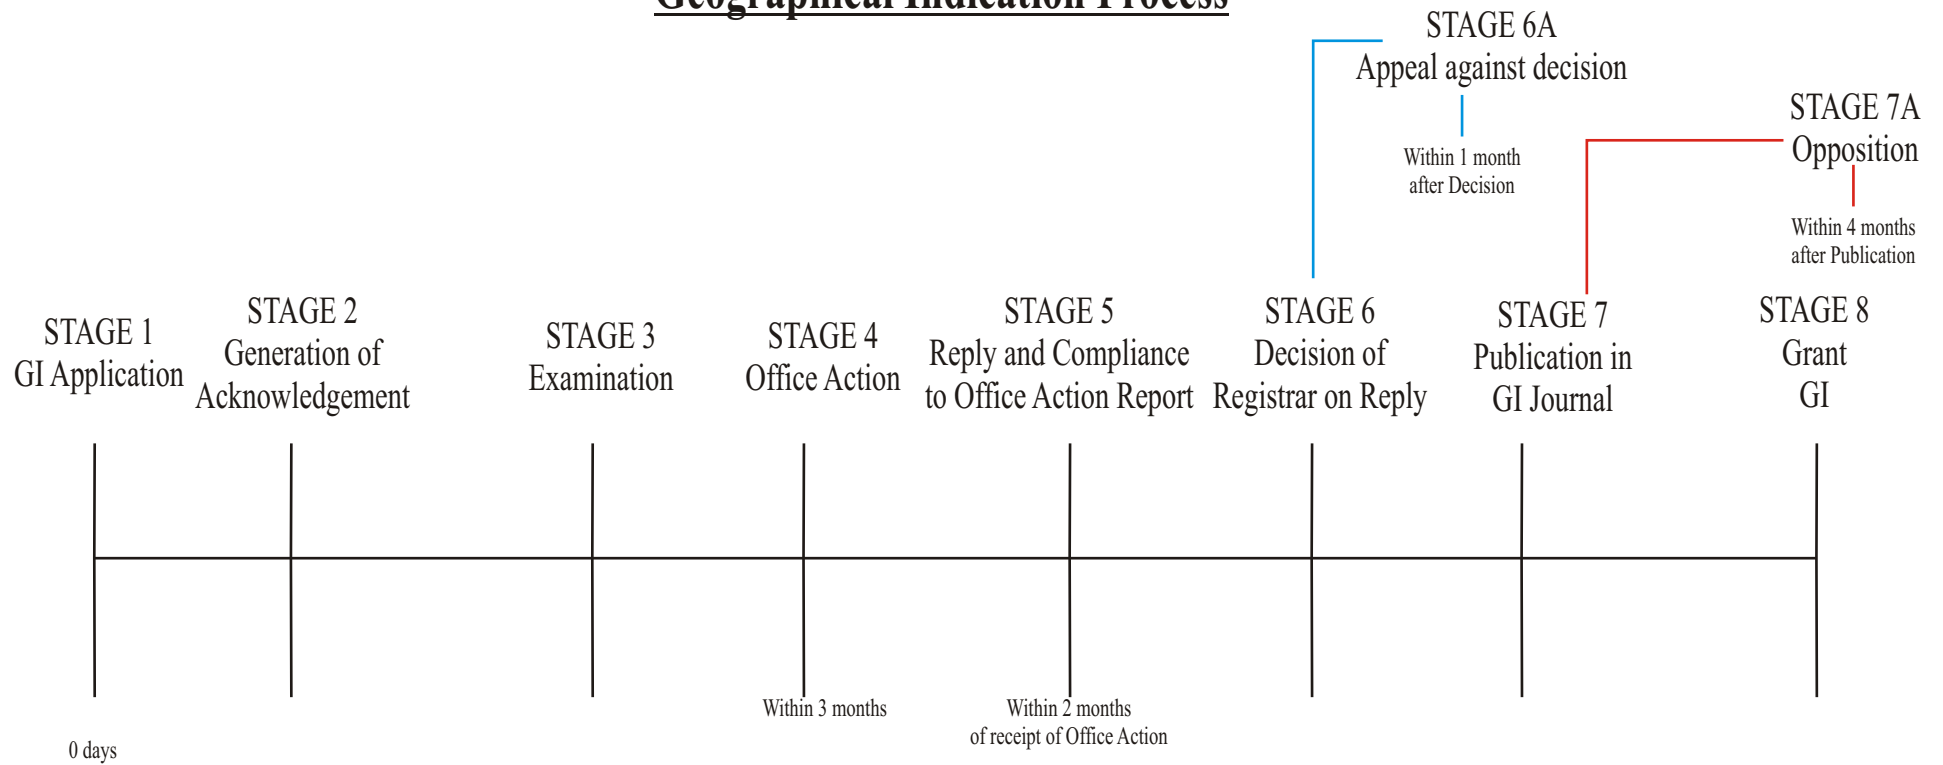 Geographical Indication Process
STAGE 6A
Appeal against decision
Within 1 month
after Decision
STAGE 7A
Opposition
Within 4 months
after Publication
STAGE 1
GI Application
STAGE 2
Generation of
Acknowledgement
STAGE 3
Examination
STAGE 4
Office Action
STAGE 5
Reply and Compliance
to Office Action Report
STAGE 6
Decision of
Registrar on Reply
STAGE 7
Publication in
GI Journal
STAGE 8
Grant
GI
0 days
Within 3 months
Within 2 months
of receipt of Office Action